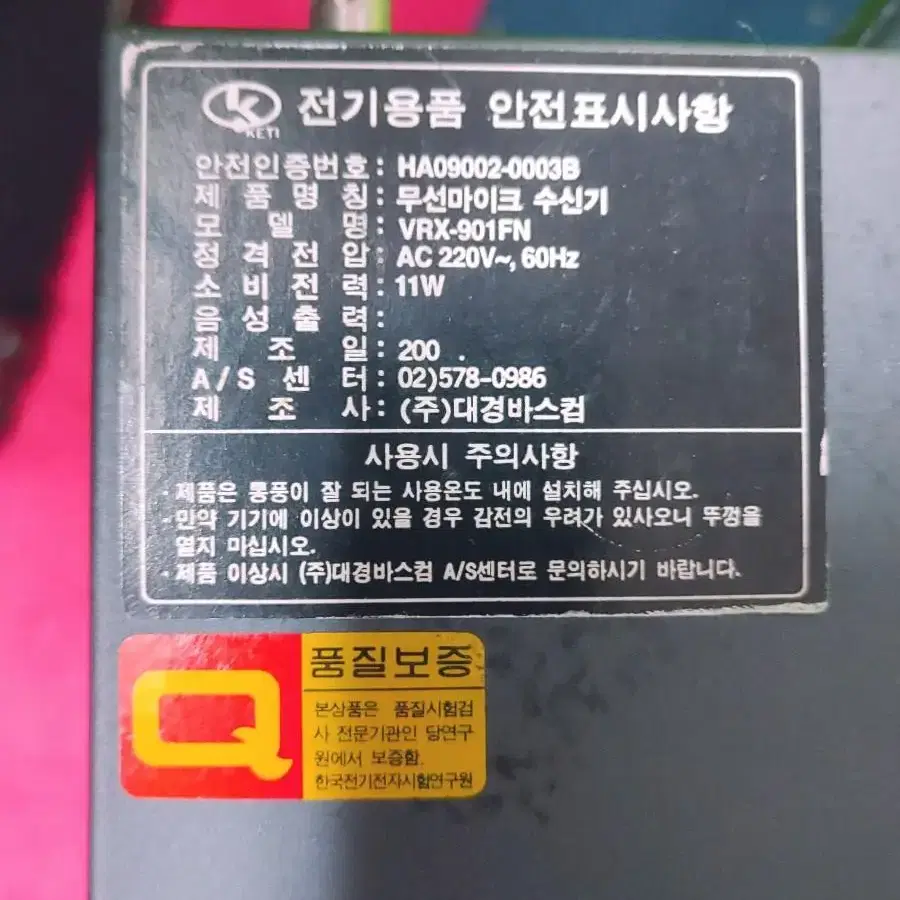 K
KETI
전기용품 안전표시사항
안전인증번호 : HA09002-0003B
제품명칭 : 무선마이크 수신기
모델명 : VRX-901FN
정격전압 : AC 220V~, 60Hz
소비전력 : 11W
음성출력 :
제조일 : 200 .
A/S 센터 : 02)578-0986
제조사 : (주)대경바스컴
사용시 주의사항
· 제품은 통풍이 잘 되는 사용온도 내에 설치해 주십시오.
· 만약 기기에 이상이 있을 경우 감전의 우려가 있사오니 뚜껑을
열지 마십시오.
· 제품 이상시 (주)대경바스컴 A/S센터로 문의하시기 바랍니다.
Q
품질보증
본상품은 품질시험검
사 전문기관인 당연구
원에서 보증함.
한국전기전자시험연구원